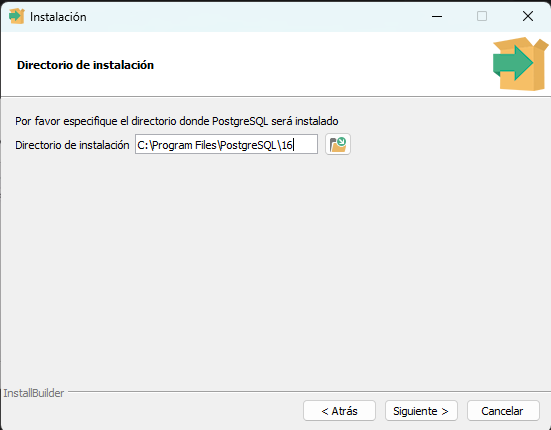 Instalación
Directorio de instalación
Por favor especifique el directorio donde PostgreSQL será instalado
Directorio de instalación C:\Program Files\PostgreSQL\16
InstallBuilder
< Atrás Siguiente > Cancelar